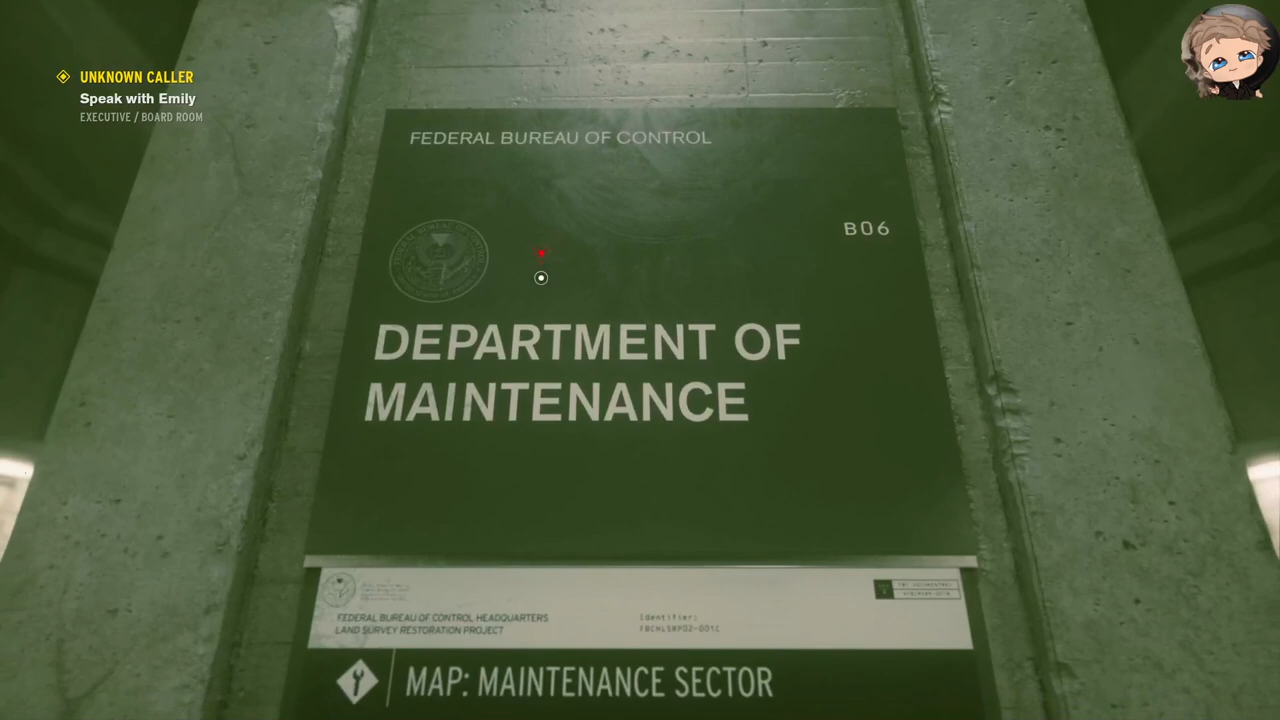 UNKNOWN CALLER
Speak with Emily
EXECUTIVE / BOARD ROOM
FEDERAL BUREAU OF CONTROL
B06
DEPARTMENT OF
MAINTENANCE
FEDERAL BUREAU OF CONTROL HEADQUARTERS
LAND SURVEY RESTORATION PROJECT
Identifier:
MAP: MAINTENANCE SECTOR